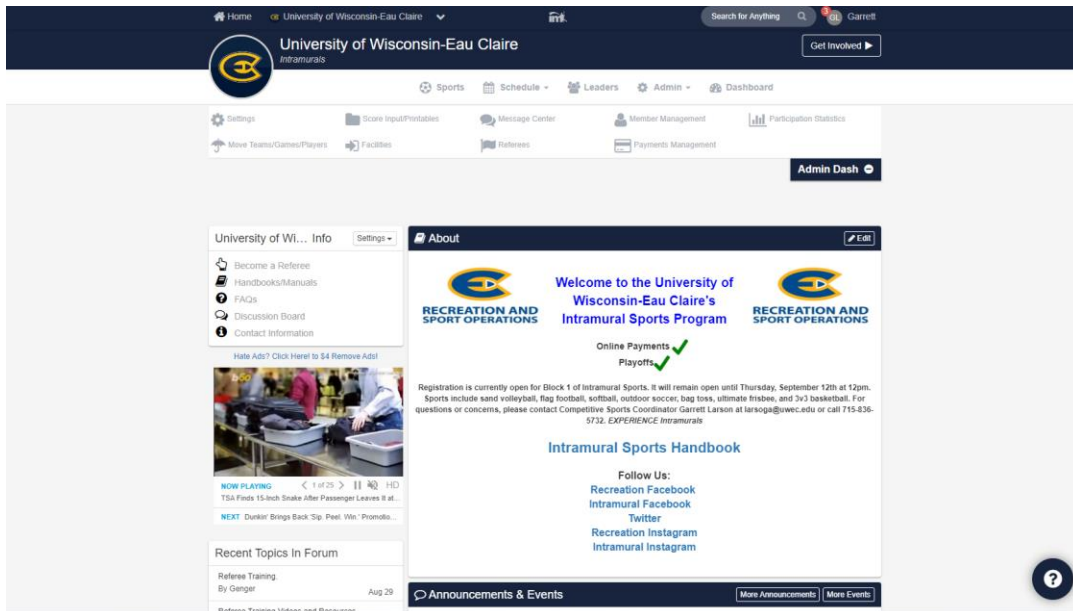 Home
University of Wisconsin-Eau Claire
Search for Anything
3
GL
Garrett
University of Wisconsin-Eau Claire
Intramurals
Get Involved
Sports
Schedule
Leaders
Admin
Dashboard
Settings
Score Input/Printables
Message Center
Member Management
Participation Statistics
Move Teams/Games/Players
Facilities
Referees
Payments Management
Admin Dash
University of Wi... Info
Settings
Become a Referee
Handbooks/Manuals
FAQs
Discussion Board
Contact Information
Hate Ads? Click Here! to $4 Remove Ads!
NOW PLAYING
1 of 25
HD
TSA Finds 15-Inch Snake After Passenger Leaves It at...
NEXT Dunkin' Brings Back 'Sip. Peel. Win.' Promotio...
Recent Topics In Forum
Referee Training.
By Genger
Aug 29
Referee Training Videos and Resources
About
Edit
RECREATION AND
SPORT OPERATIONS
Welcome to the University of
Wisconsin-Eau Claire's
Intramural Sports Program
RECREATION AND
SPORT OPERATIONS
Online Payments
Playoffs
Registration is currently open for Block 1 of Intramural Sports. It will remain open until Thursday, September 12th at 12pm.
Sports include sand volleyball, flag football, softball, outdoor soccer, bag toss, ultimate frisbee, and 3v3 basketball. For
questions or concerns, please contact Competitive Sports Coordinator Garrett Larson at larsoga@uwec.edu or call 715-836-
5732. EXPERIENCE Intramurals
Intramural Sports Handbook
Follow Us:
Recreation Facebook
Intramural Facebook
Twitter
Recreation Instagram
Intramural Instagram
Announcements & Events
More Announcements
More Events
?